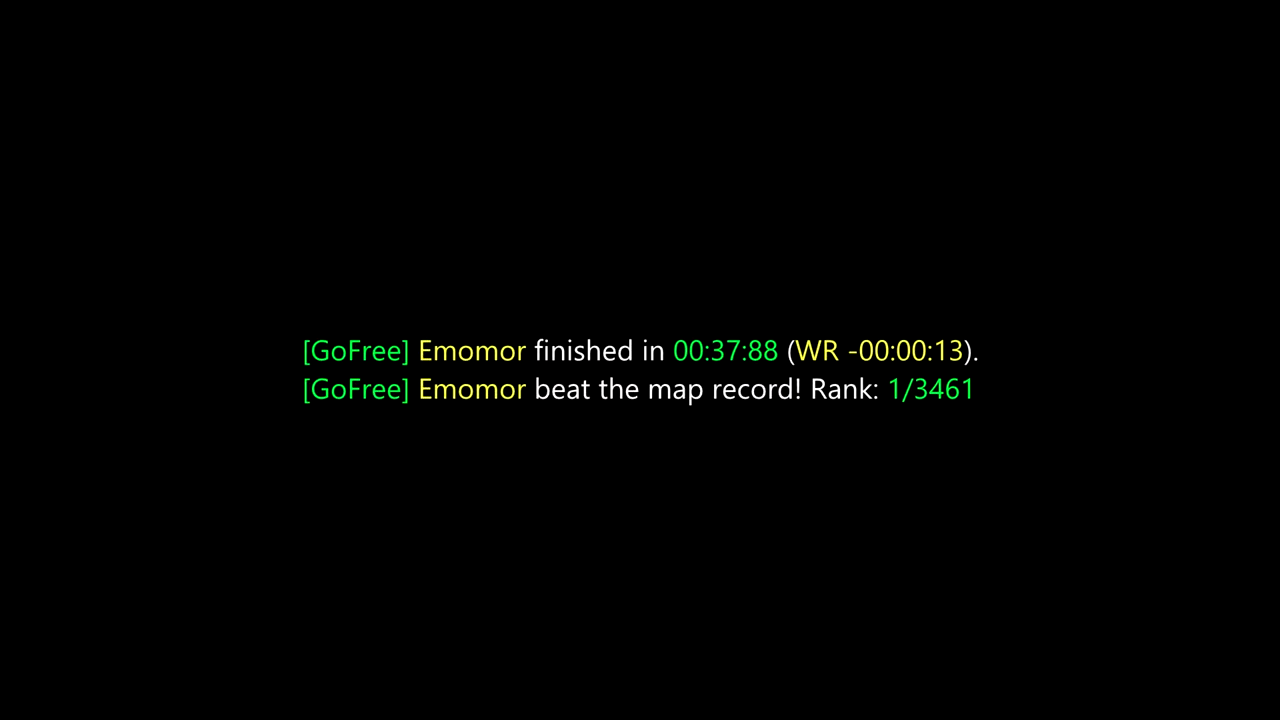 [GoFree] Emomor finished in 00:37:88 (WR -00:00:13).
[GoFree] Emomor beat the map record! Rank: 1/3461